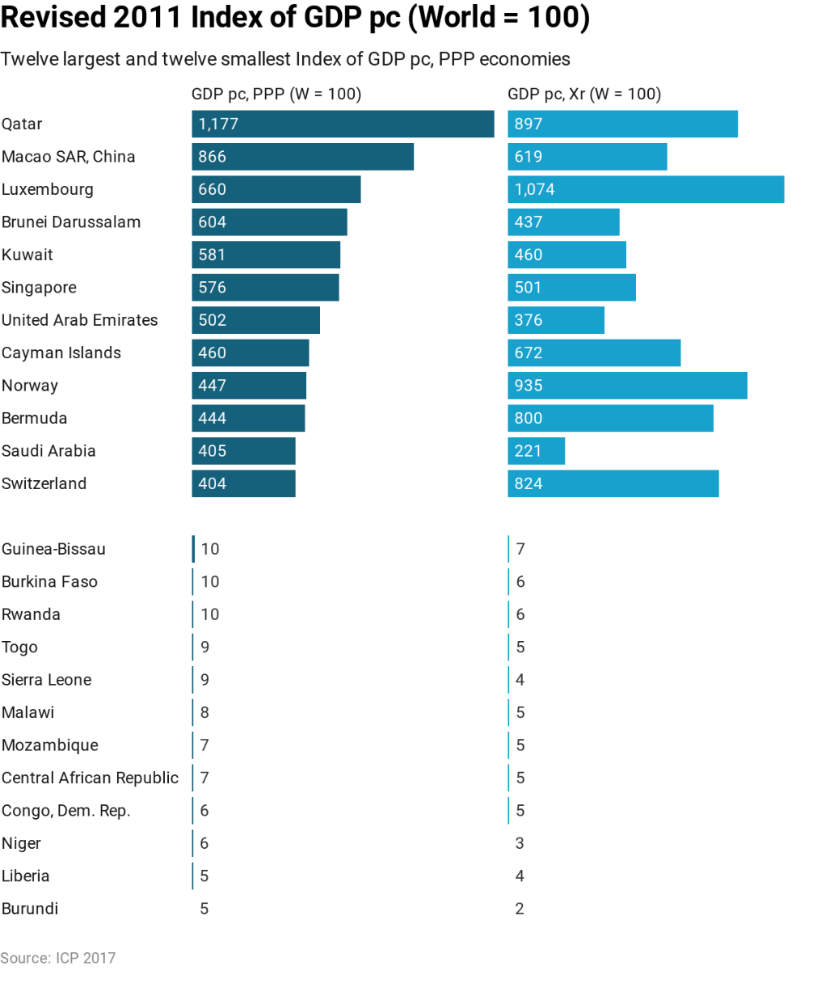 Revised 2011 Index of GDP pc (World = 100)
Twelve largest and twelve smallest Index of GDP pc, PPP economies
GDP pc, PPP (W = 100) GDP pc, Xr (W = 100)
Qatar 1,177 897
Macao SAR, China 866 619
Luxembourg 660 1,074
Brunei Darussalam 604 437
Kuwait 581 460
Singapore 576 501
United Arab Emirates 502 376
Cayman Islands 460 672
Norway 447 935
Bermuda 444 800
Saudi Arabia 405 221
Switzerland 404 824
Guinea-Bissau 10 7
Burkina Faso 10 6
Rwanda 10 6
Togo 9 5
Sierra Leone 9 4
Malawi 8 5
Mozambique 7 5
Central African Republic 7 5
Congo, Dem. Rep. 6 5
Niger 6 3
Liberia 5 4
Burundi 5 2
Source: ICP 2017